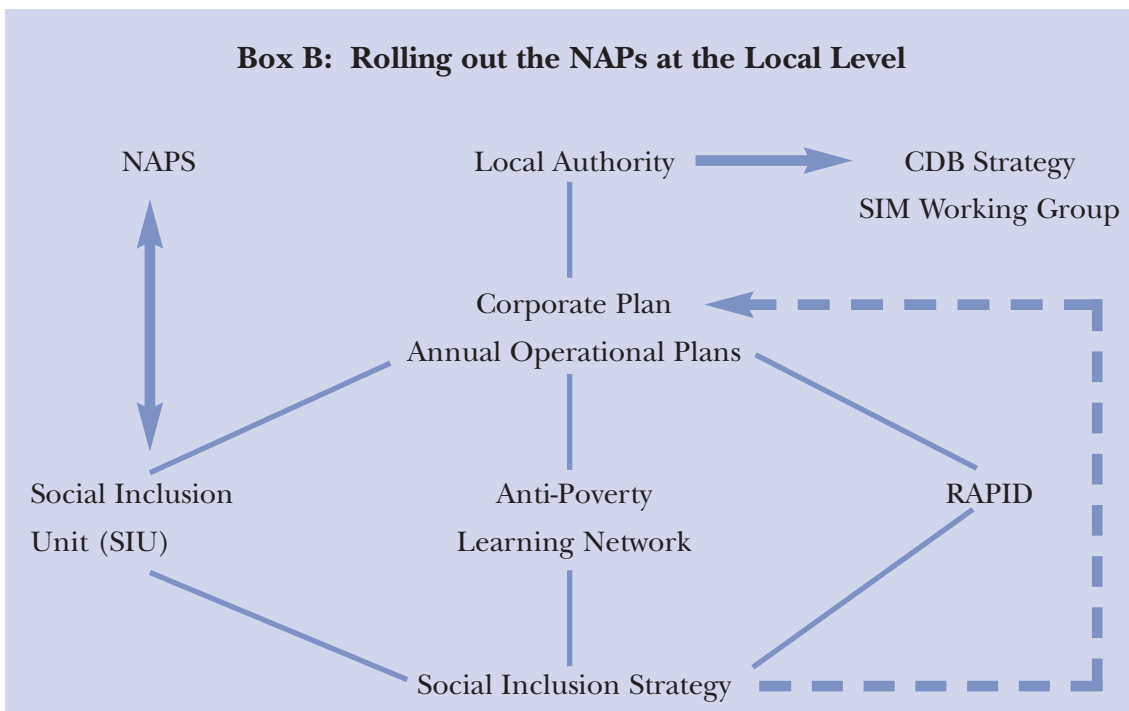 Box B: Rolling out the NAPs at the Local Level
NAPS
Local Authority
CDB Strategy
SIM Working Group
Corporate Plan
Annual Operational Plans
Social Inclusion
Unit (SIU)
Anti-Poverty
Learning Network
RAPID
Social Inclusion Strategy